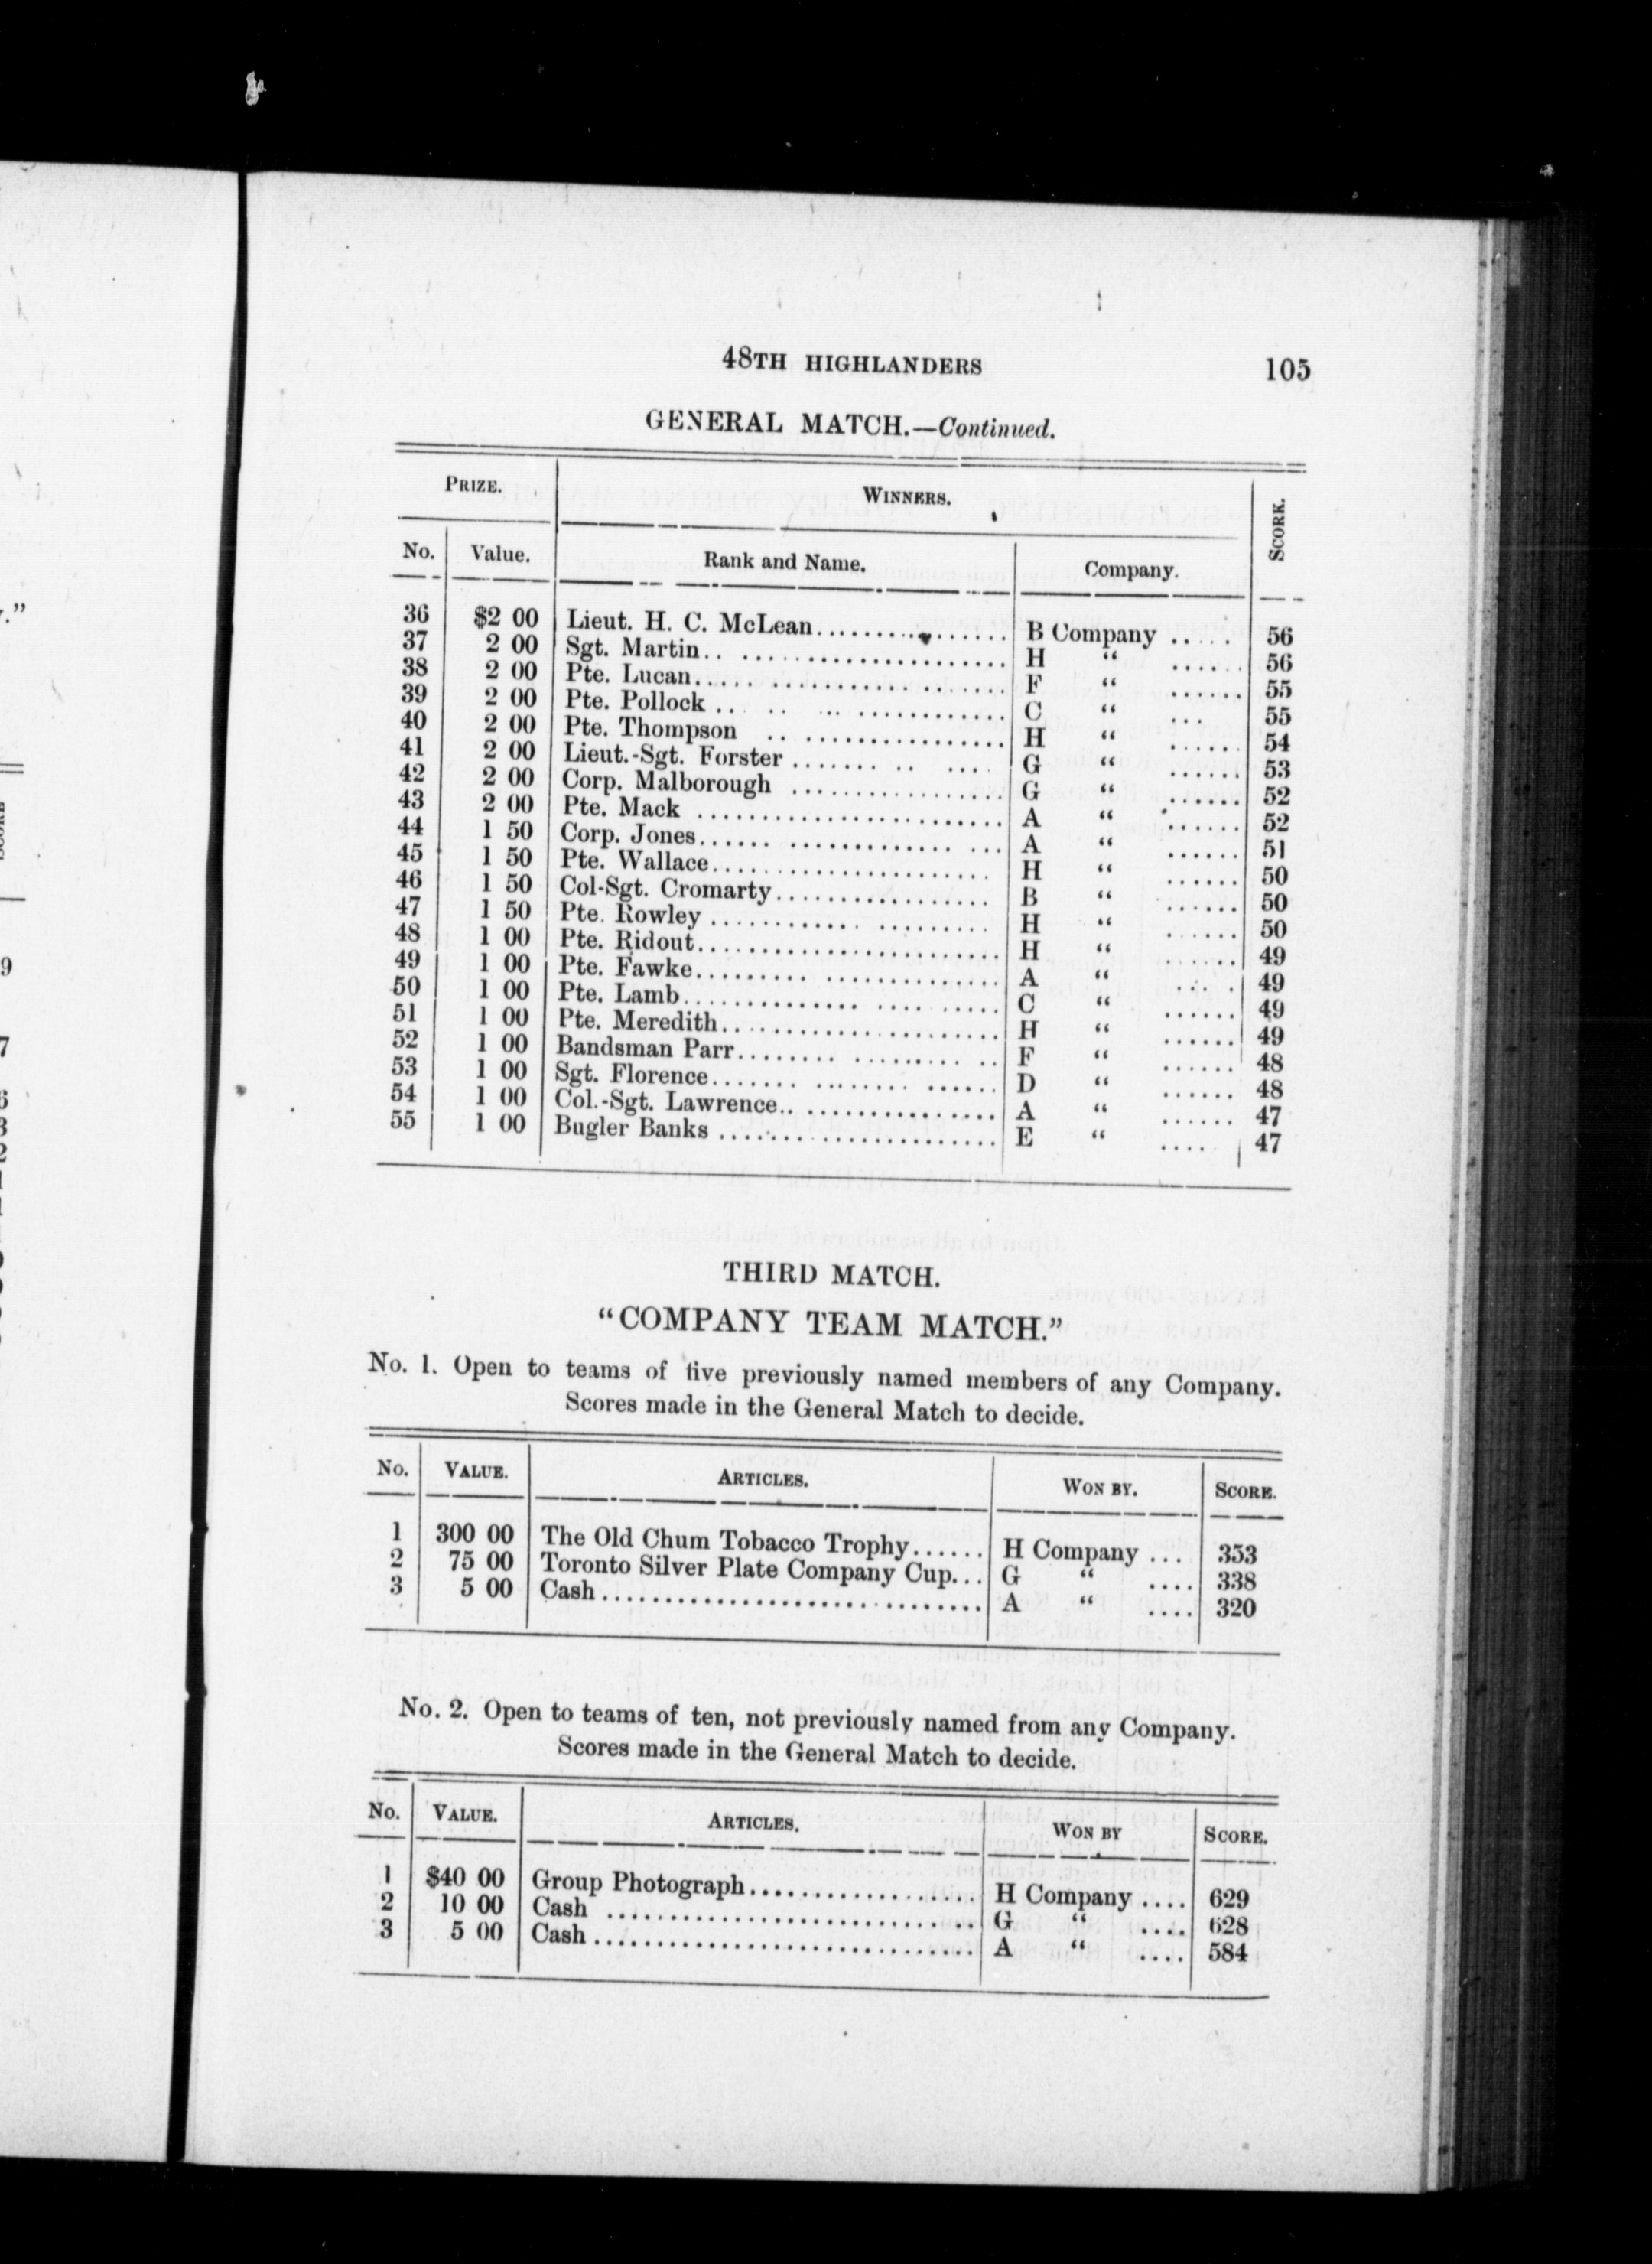 48TH HIGHLANDERS 105
GENERAL MATCH.—Continued.
PRIZE. WINNERS. SCORE.
No. Value. Rank and Name. Company.
36 $2 00 Lieut. H. C. McLean B Company ..... 56
37 2 00 Sgt. Martin H “ ...... 56
38 2 00 Pte. Lucan F “ ...... 55
39 2 00 Pte. Pollock C “ ... 55
40 2 00 Pte. Thompson H “ ...... 54
41 2 00 Lieut.-Sgt. Forster G “ ...... 53
42 2 00 Corp. Malborough G “ ...... 52
43 2 00 Pte. Mack A “ ...... 52
44 1 50 Corp. Jones A “ ...... 51
45 1 50 Pte. Wallace H “ ...... 50
46 1 50 Col-Sgt. Cromarty B “ ...... 50
47 1 50 Pte. Rowley H “ ...... 50
48 1 00 Pte. Ridout H “ ...... 49
49 1 00 Pte. Fawke A “ .... 49
50 1 00 Pte. Lamb C “ ...... 49
51 1 00 Pte. Meredith H “ ...... 49
52 1 00 Bandsman Parr F “ ...... 48
53 1 00 Sgt. Florence D “ ...... 48
54 1 00 Col.-Sgt. Lawrence A “ ...... 47
55 1 00 Bugler Banks E “ .... 47
THIRD MATCH.
“COMPANY TEAM MATCH.”
No. 1. Open to teams of five previously named members of any Company.
Scores made in the General Match to decide.
No. VALUE. ARTICLES. WON BY. SCORE.
1 300 00 The Old Chum Tobacco Trophy...... H Company ... 353
2 75 00 Toronto Silver Plate Company Cup... G “ .... 338
3 5 00 Cash A “ .... 320
No. 2. Open to teams of ten, not previously named from any Company.
Scores made in the General Match to decide.
No. VALUE. ARTICLES. WON BY SCORE.
1 $40 00 Group Photograph H Company .... 629
2 10 00 Cash G “ .... 628
3 5 00 Cash A “ .... 584